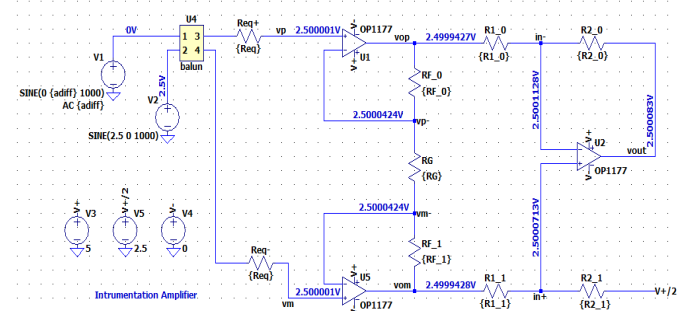 U4
0V
1 3
2 4
balun
Req+
{Req}
vp
2.500001V
V-
OP1177
U1
V+
vop
2.4999427V
R1_0
{R1_0}
in-
R2_0
{R2_0}
V1
SINE(0 {adiff} 1000)
AC {adiff}
2.5V
V2
SINE(2.5 0 1000)
RF_0
{RF_0}
2.5000424V
vp-
2.5001128V
V+
U2
OP1177
V-
vout
2.500083V
RG
{RG}
2.5000424V
vm-
2.5000713V
V+
V3
5
V+/2
V5
2.5
V-
V4
0
Req-
{Req}
RF_1
{RF_1}
V+
U5
OP1177
V-
vm
2.500001V
vom
2.4999428V
R1_1
{R1_1}
in+
R2_1
{R2_1}
V+/2
Intrumentation Amplifier